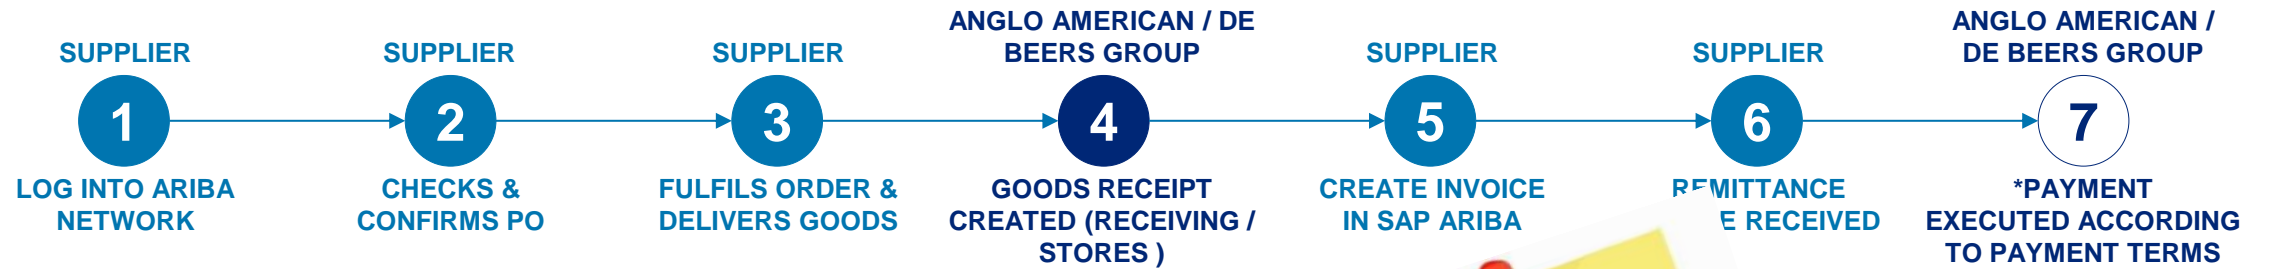 SUPPLIER
1
LOG INTO ARIBA
NETWORK
SUPPLIER
2
CHECKS &
CONFIRMS PO
SUPPLIER
3
FULFILS ORDER &
DELIVERS GOODS
ANGLO AMERICAN / DE
BEERS GROUP
4
GOODS RECEIPT
CREATED (RECEIVING /
STORES )
SUPPLIER
5
CREATE INVOICE
IN SAP ARIBA
SUPPLIER
6
REMITTANCE
RECEIVED
ANGLO AMERICAN /
DE BEERS GROUP
7
*PAYMENT
EXECUTED ACCORDING
TO PAYMENT TERMS